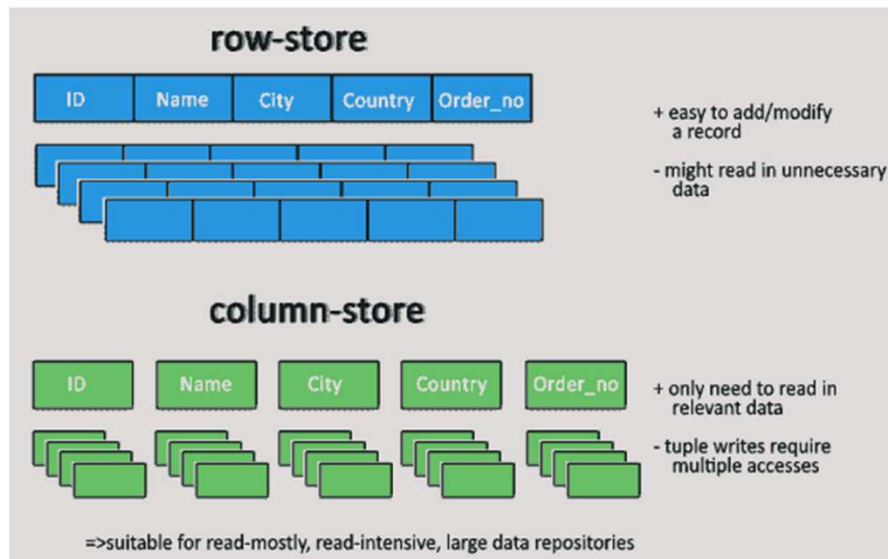 row-store
ID Name City Country Order_no
+ easy to add/modify
a record
- might read in unnecessary
data
column-store
ID Name City Country Order_no
+ only need to read in
relevant data
- tuple writes require
multiple accesses
=>suitable for read-mostly, read-intensive, large data repositories